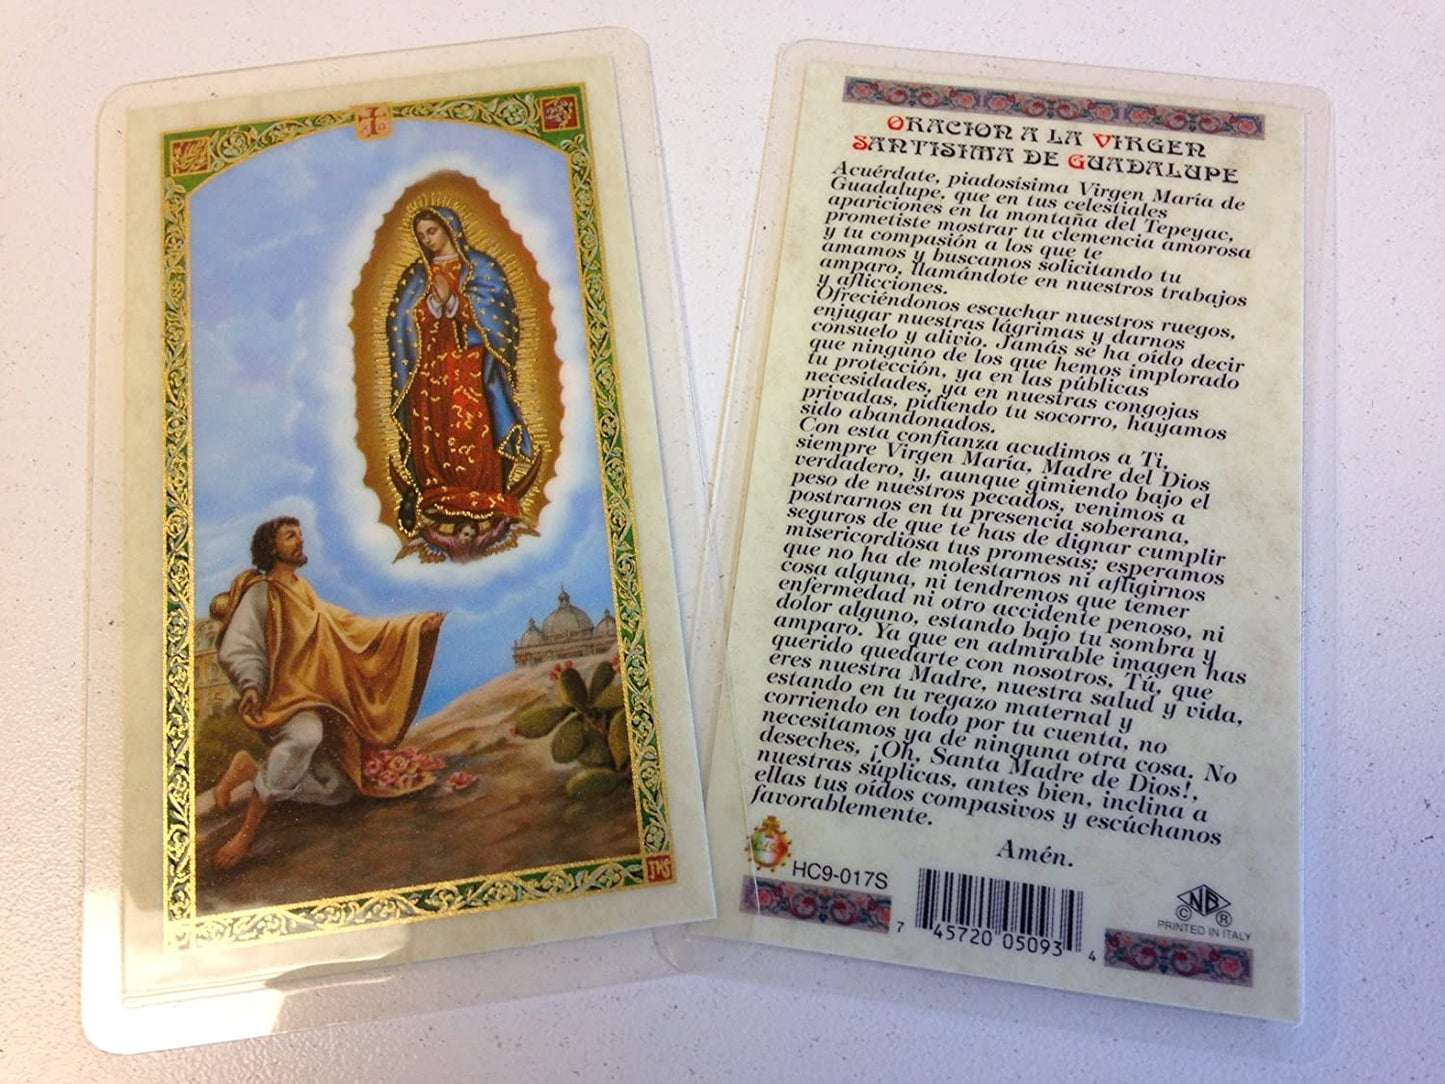 ORACION A LA VIRGEN
SANTISIMA DE GUADALUPE
Acuérdate, piadosísima Virgen María de
Guadalupe, que en tus celestiales
apariciones en la montaña del Tepeyac,
prometiste mostrar tu clemencia amorosa
y tu compasión a los que te
amamos y buscamos solicitando tu
amparo, llamándote en nuestros trabajos
y aflicciones.
Ofreciéndonos escuchar nuestros ruegos,
enjugar nuestras lágrimas y darnos
consuelo y alivio. Jamás se ha oído decir
que ninguno de los que hemos implorado
tu protección, ya en las públicas
necesidades, ya en nuestras congojas
privadas, pidiendo tu socorro, hayamos
sido abandonados.
Con esta confianza acudimos a Ti,
siempre Virgen María, Madre del Dios
verdadero, y, aunque gimiendo bajo el
peso de nuestros pecados, venimos a
postrarnos en tu presencia soberana,
seguros de que te has de dignar cumplir
misericordiosa tus promesas; esperamos
que no ha de molestarnos ni afligirnos
cosa alguna, ni tendremos que temer
enfermedad ni otro accidente penoso, ni
dolor alguno, estando bajo tu sombra y
amparo. Ya que en admirable imagen has
querido quedarte con nosotros, Tú, que
eres nuestra Madre, nuestra salud y vida,
estando en tu regazo maternal y
corriendo en todo por tu cuenta, no
necesitamos ya de ninguna otra cosa. No
deseches, ¡Oh, Santa Madre de Dios!,
nuestras súplicas, antes bien, inclina a
ellas tus oídos compasivos y escúchanos
favorablemente.
Amén.
HC9-017S
7 45720 05093 4
© NB ®
PRINTED IN ITALY
JHS